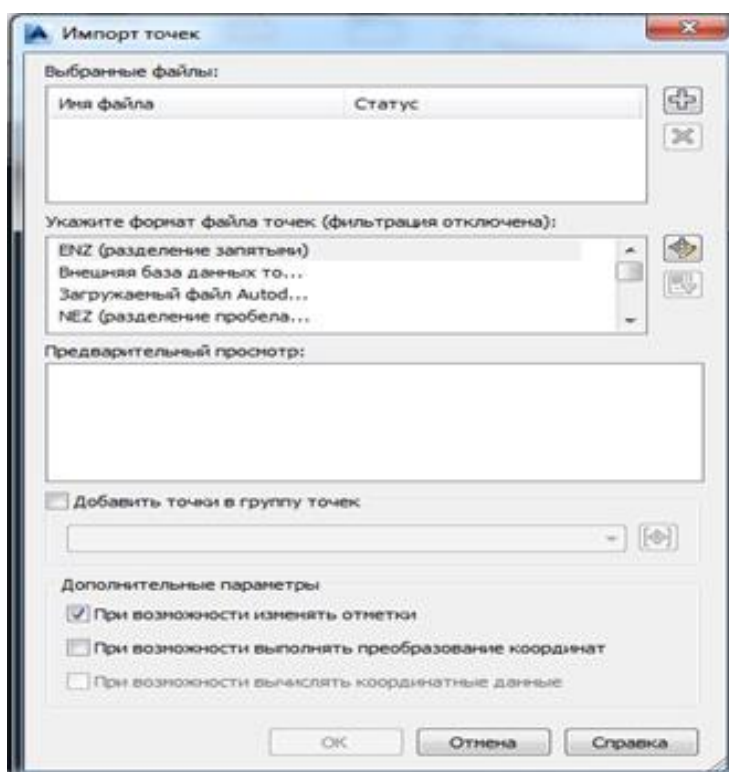 Импорт точек
Выбранные файлы:
Имя файла Статус
Укажите формат файла точек (фильтрация отключена):
ENZ (разделение запятыми)
Внешняя база данных то...
Загружаемый файл Autod...
NEZ (разделение пробела...
Предварительный просмотр:
Добавить точки в группу точек
Дополнительные параметры
При возможности изменять отметки
При возможности выполнять преобразование координат
При возможности вычислять координатные данные
ОК Отмена Справка